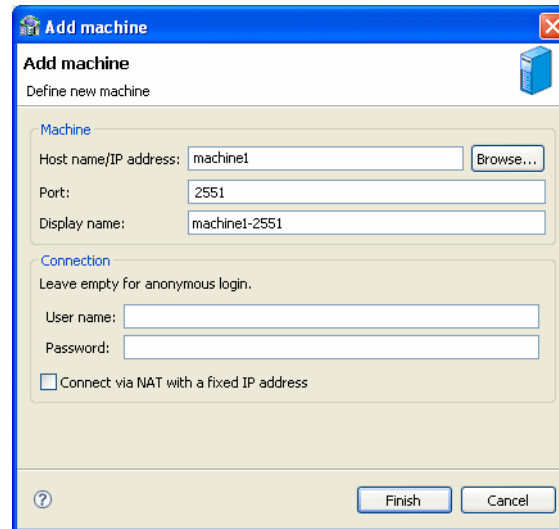 Add machine
Add machine
Define new machine
Machine
Host name/IP address: machine1 Browse...
Port: 2551
Display name: machine1-2551
Connection
Leave empty for anonymous login.
User name:
Password:
Connect via NAT with a fixed IP address
? Finish Cancel